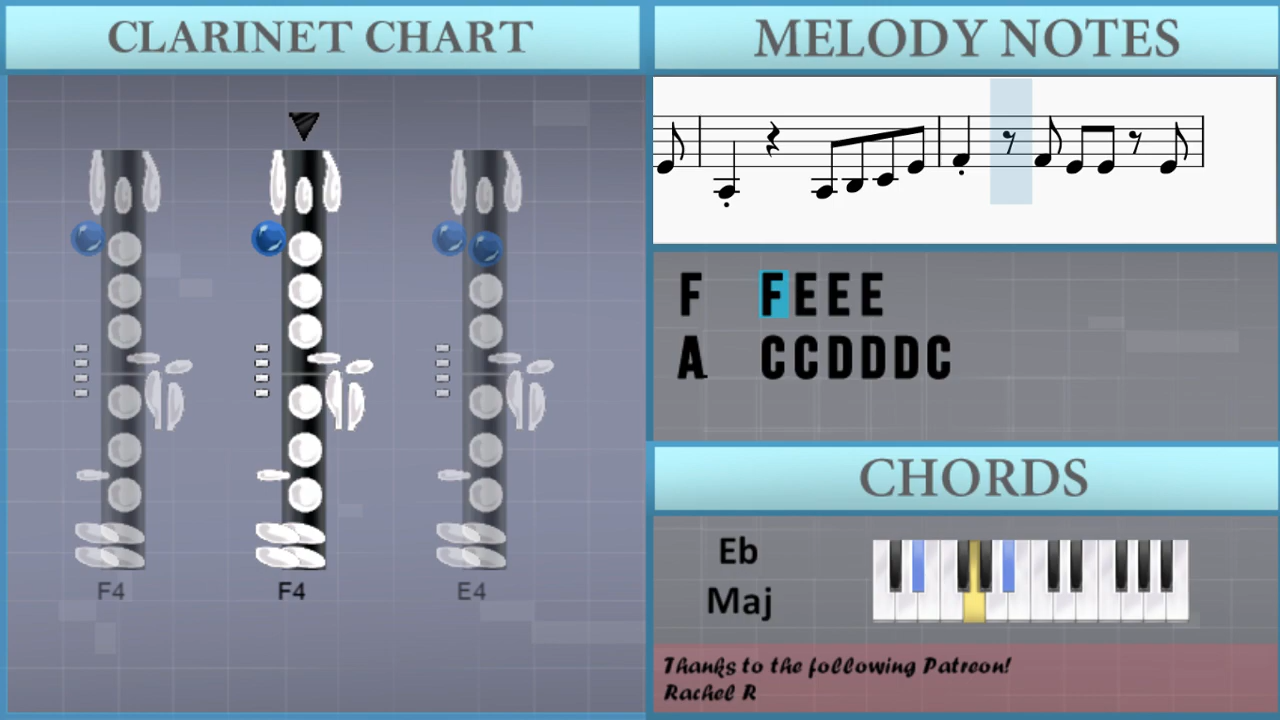 CLARINET CHART
F4
F4
E4
MELODY NOTES
F FEEE
A CCDDDC
CHORDS
Eb
Maj
Thanks to the following Patreon!
Rachel R